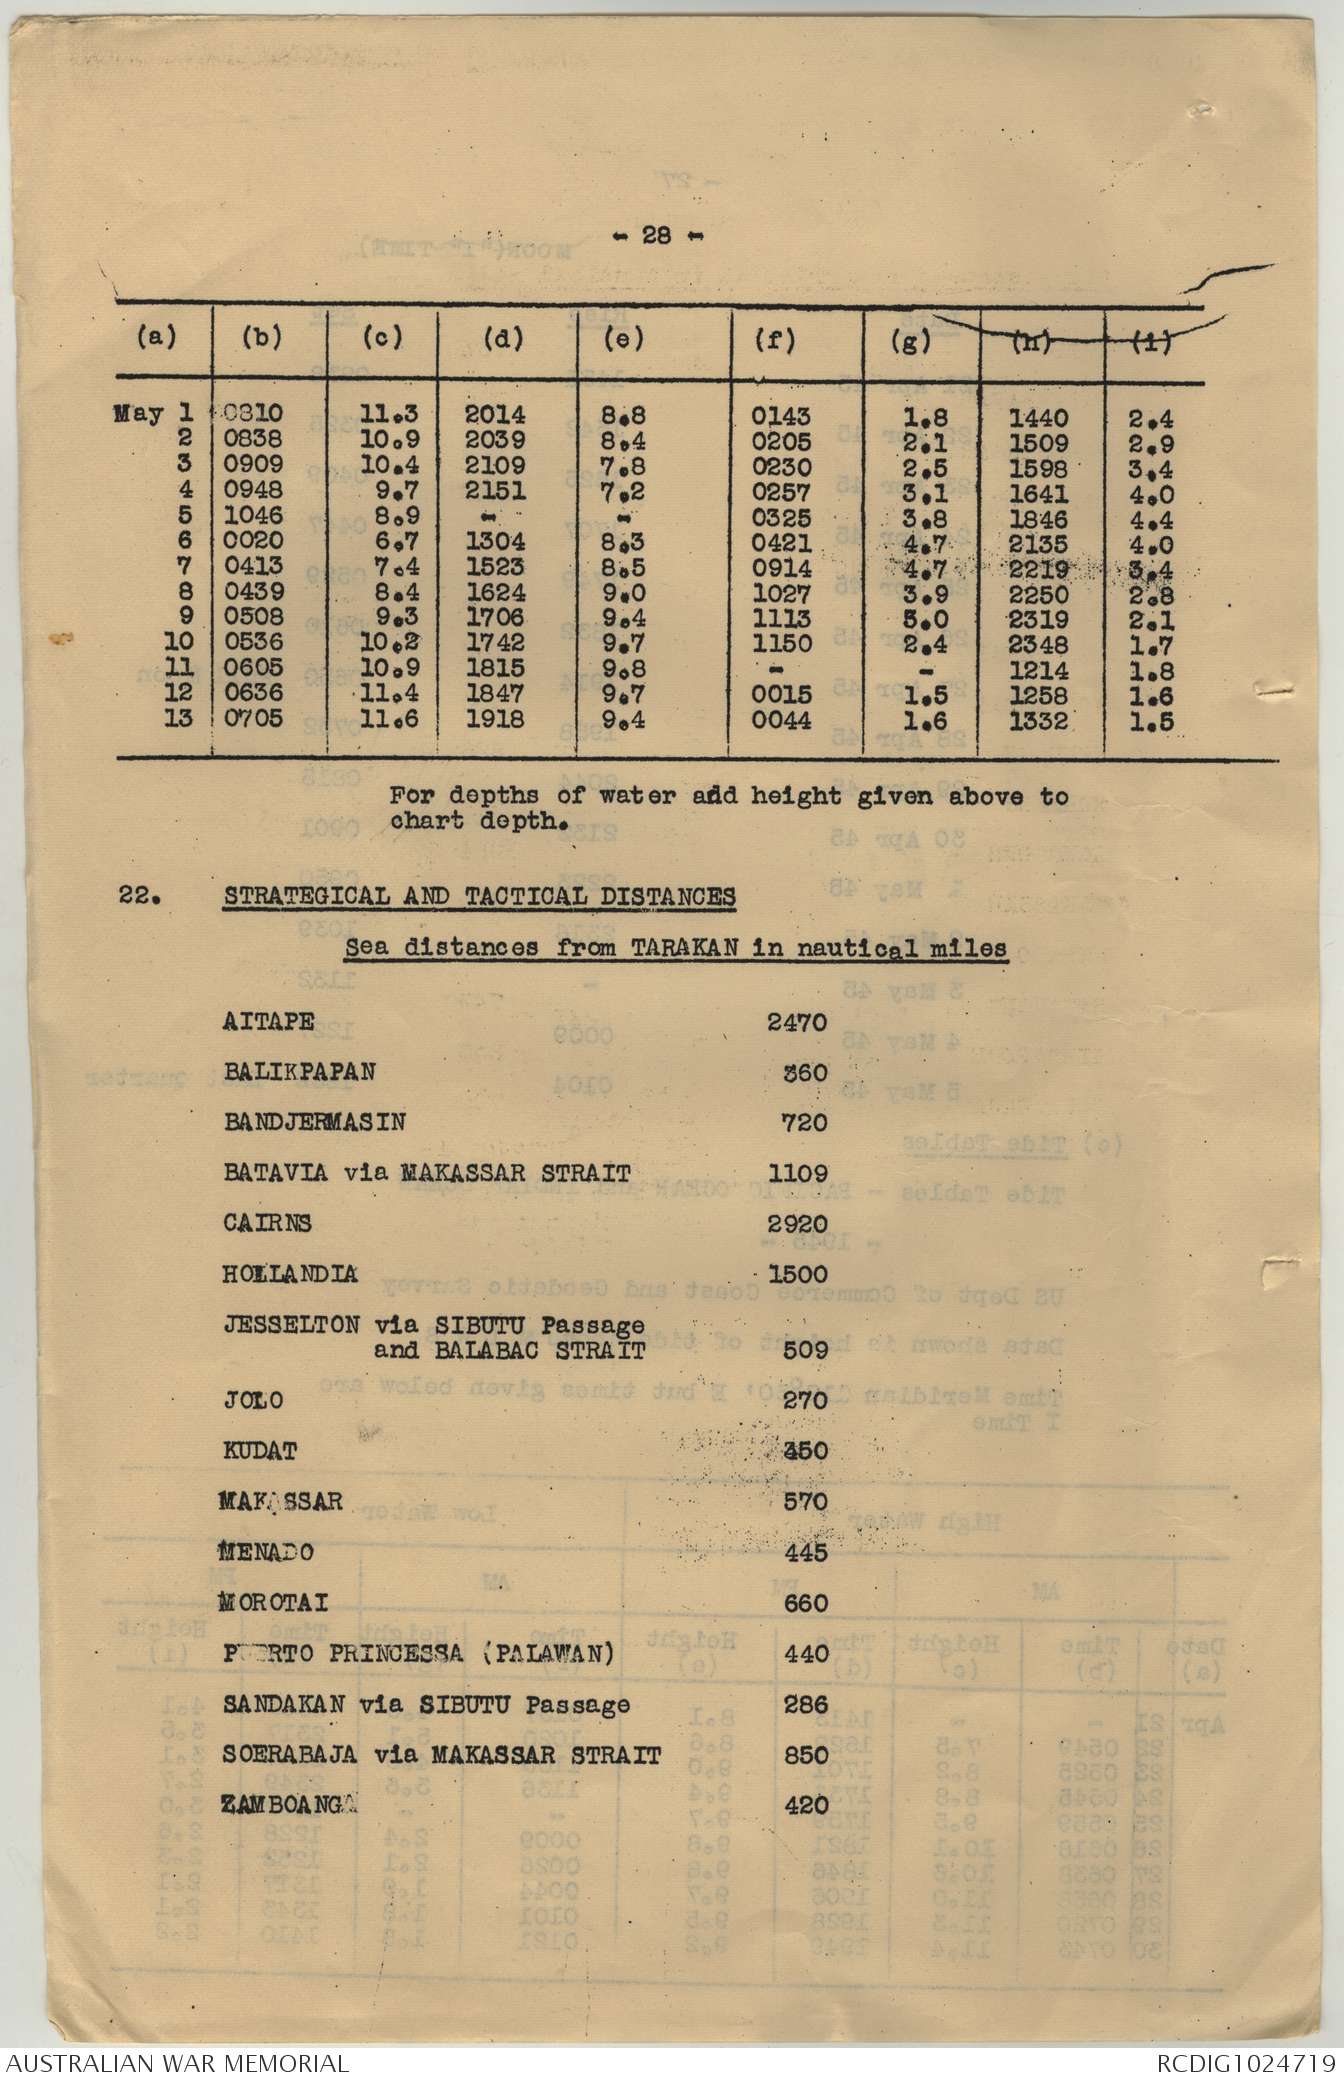 - 28 -
(a) (b) (c) (d) (e) (f) (g) (h) (i)
May 1 0810 11.3 2014 8.8 0143 1.8 1440 2.4
2 0838 10.9 2039 8.4 0205 2.1 1509 2.9
3 0909 10.4 2109 7.8 0230 2.5 1598 3.4
4 0948 9.7 2151 7.2 0257 3.1 1641 4.0
5 1046 8.9 - - 0325 3.8 1846 4.4
6 0020 6.7 1304 8.3 0421 4.7 2135 4.0
7 0413 7.4 1523 8.5 0914 4.7 2219 3.4
8 0439 8.4 1624 9.0 1027 3.9 2250 2.8
9 0508 9.3 1706 9.4 1113 3.0 2319 2.1
10 0536 10.2 1742 9.7 1150 2.4 2348 1.7
11 0605 10.9 1815 9.8 - - 1214 1.8
12 0636 11.4 1847 9.7 0015 1.5 1258 1.6
13 0705 11.6 1918 9.4 0044 1.6 1332 1.5
For depths of water add height given above to
chart depth.
22. STRATEGICAL AND TACTICAL DISTANCES
Sea distances from TARAKAN in nautical miles
AITAPE 2470
BALIKPAPAN 360
BANDJERMASIN 720
BATAVIA via MAKASSAR STRAIT 1109
CAIRNS 2920
HOLLANDIA 1500
JESSELTON via SIBUTU Passage
and BALABAC STRAIT 509
JOLO 270
KUDAT 350
MAKASSAR 570
MENADO 445
MOROTAI 660
PUERTO PRINCESSA (PALAWAN) 440
SANDAKAN via SIBUTU Passage 286
SOERABAJA via MAKASSAR STRAIT 850
ZAMBOANGA 420
AUSTRALIAN WAR MEMORIAL RCDIG1024719